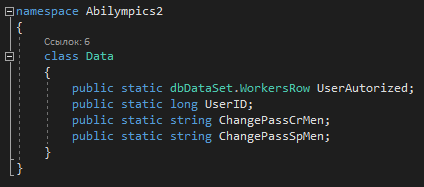 namespace Abilympics2
{
Ссылок: 6
class Data
{
public static dbDataSet.WorkersRow UserAutorized;
public static long UserID;
public static string ChangePassCrMen;
public static string ChangePassSpMen;
}
}